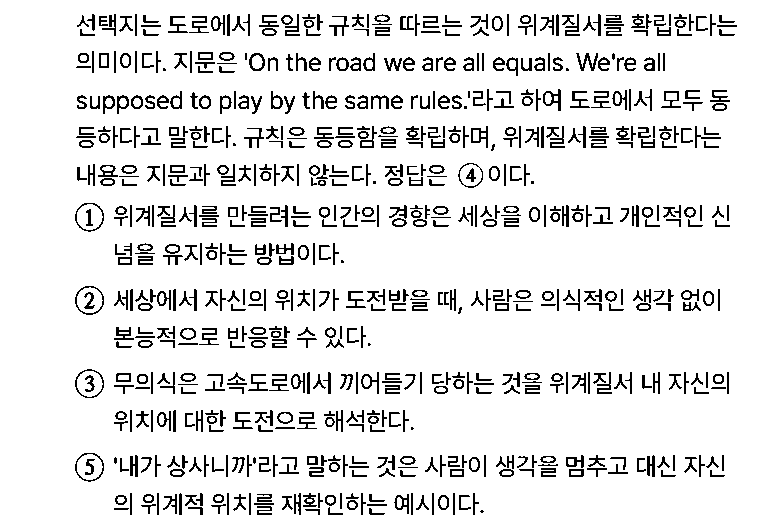 선택지는 도로에서 동일한 규칙을 따르는 것이 위계질서를 확립한다는
의미이다. 지문은 'On the road we are all equals. We're all
supposed to play by the same rules.'라고 하여 도로에서 모두 동
등하다고 말한다. 규칙은 동등함을 확립하며, 위계질서를 확립한다는
내용은 지문과 일치하지 않는다. 정답은 ④이다.
① 위계질서를 만들려는 인간의 경향은 세상을 이해하고 개인적인 신
념을 유지하는 방법이다.
② 세상에서 자신의 위치가 도전받을 때, 사람은 의식적인 생각 없이
본능적으로 반응할 수 있다.
③ 무의식은 고속도로에서 끼어들기 당하는 것을 위계질서 내 자신의
위치에 대한 도전으로 해석한다.
⑤ '내가 상사니까'라고 말하는 것은 사람이 생각을 멈추고 대신 자신
의 위계적 위치를 재확인하는 예시이다.